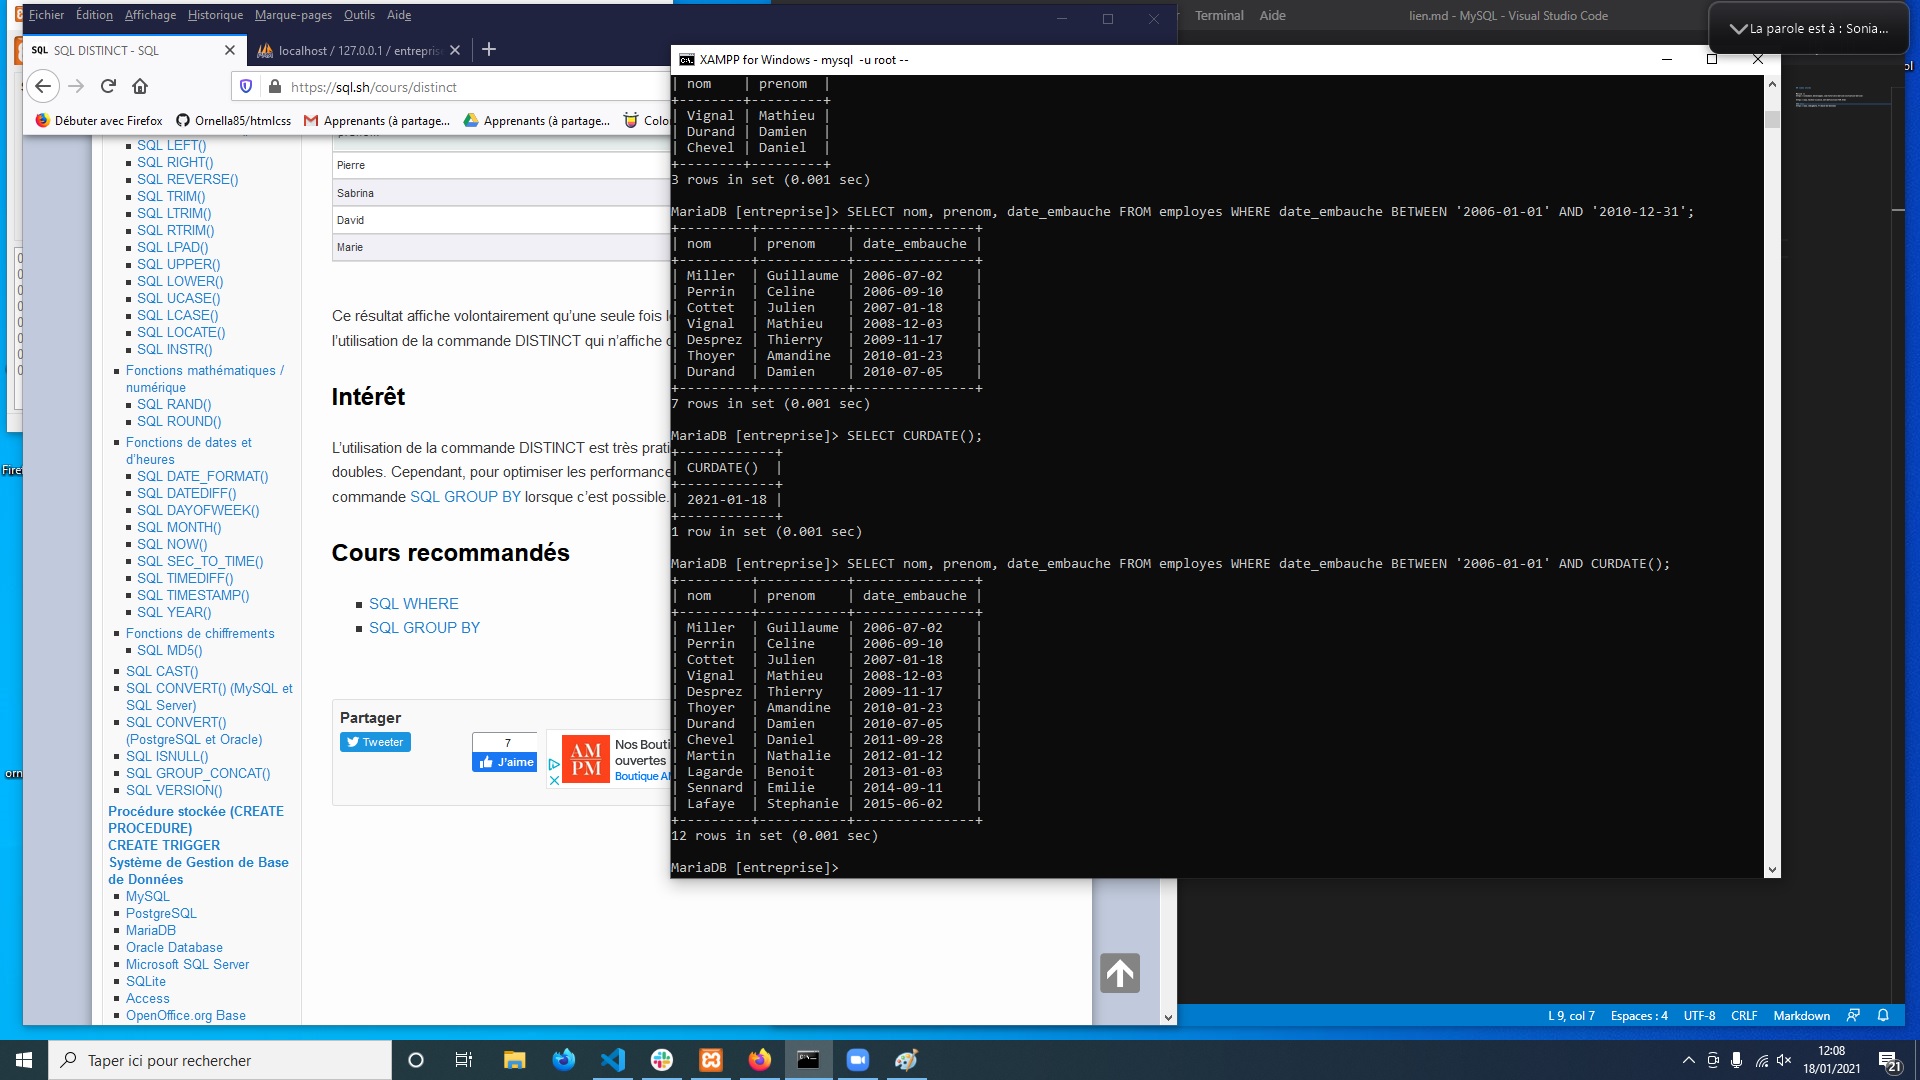 Fichier Édition Affichage Historique Marque-pages Outils Aide
Terminal Aide
lien.md - MySQL - Visual Studio Code
La parole est à : Sonia...
SQL SQL DISTINCT - SQL
localhost / 127.0.0.1 / entrepris
https://sql.sh/cours/distinct
Débuter avec Firefox Ornella85/htmlcss Apprenants (à partage... Apprenants (à partage... Colo
SQL LEFT()
SQL RIGHT()
SQL REVERSE()
SQL TRIM()
SQL LTRIM()
SQL RTRIM()
SQL LPAD()
SQL UPPER()
SQL LOWER()
SQL UCASE()
SQL LCASE()
SQL LOCATE()
SQL INSTR()
Fonctions mathématiques /
numérique
SQL RAND()
SQL ROUND()
Fonctions de dates et
d'heures
SQL DATE_FORMAT()
SQL DATEDIFF()
SQL DAYOFWEEK()
SQL MONTH()
SQL NOW()
SQL SEC_TO_TIME()
SQL TIMEDIFF()
SQL TIMESTAMP()
SQL YEAR()
Fonctions de chiffrements
SQL MD5()
SQL CAST()
SQL CONVERT() (MySQL et
SQL Server)
SQL CONVERT()
(PostgreSQL et Oracle)
SQL ISNULL()
SQL GROUP_CONCAT()
SQL VERSION()
Procédure stockée (CREATE
PROCEDURE)
CREATE TRIGGER
Système de Gestion de Base
de Données
MySQL
PostgreSQL
MariaDB
Oracle Database
Microsoft SQL Server
SQLite
Access
OpenOffice.org Base
Pierre
Sabrina
David
Marie
Ce résultat affiche volontairement qu'une seule fois l
l'utilisation de la commande DISTINCT qui n'affiche
Intérêt
L'utilisation de la commande DISTINCT est très prati
doubles. Cependant, pour optimiser les performance
commande SQL GROUP BY lorsque c'est possible.
Cours recommandés
SQL WHERE
SQL GROUP BY
Partager
Tweeter
7
J'aime
AM
PM
Nos Bouti
ouvertes
Boutique A
XAMPP for Windows - mysql -u root --
| nom    | prenom  |
+--------+---------+
| Vignal | Mathieu |
| Durand | Damien  |
| Chevel | Daniel  |
+--------+---------+
3 rows in set (0.001 sec)
MariaDB [entreprise]> SELECT nom, prenom, date_embauche FROM employes WHERE date_embauche BETWEEN '2006-01-01' AND '2010-12-31';
+---------+-----------+---------------+
| nom     | prenom    | date_embauche |
+---------+-----------+---------------+
| Miller  | Guillaume | 2006-07-02    |
| Perrin  | Celine    | 2006-09-10    |
| Cottet  | Julien    | 2007-01-18    |
| Vignal  | Mathieu   | 2008-12-03    |
| Desprez | Thierry   | 2009-11-17    |
| Thoyer  | Amandine  | 2010-01-23    |
| Durand  | Damien    | 2010-07-05    |
+---------+-----------+---------------+
7 rows in set (0.001 sec)
MariaDB [entreprise]> SELECT CURDATE();
+------------+
| CURDATE()  |
+------------+
| 2021-01-18 |
+------------+
1 row in set (0.001 sec)
MariaDB [entreprise]> SELECT nom, prenom, date_embauche FROM employes WHERE date_embauche BETWEEN '2006-01-01' AND CURDATE();
+---------+-----------+---------------+
| nom     | prenom    | date_embauche |
+---------+-----------+---------------+
| Miller  | Guillaume | 2006-07-02    |
| Perrin  | Celine    | 2006-09-10    |
| Cottet  | Julien    | 2007-01-18    |
| Vignal  | Mathieu   | 2008-12-03    |
| Desprez | Thierry   | 2009-11-17    |
| Thoyer  | Amandine  | 2010-01-23    |
| Durand  | Damien    | 2010-07-05    |
| Chevel  | Daniel    | 2011-09-28    |
| Martin  | Nathalie  | 2012-01-12    |
| Lagarde | Benoit    | 2013-01-03    |
| Sennard | Emilie    | 2014-09-11    |
| Lafaye  | Stephanie | 2015-06-02    |
+---------+-----------+---------------+
12 rows in set (0.001 sec)
MariaDB [entreprise]>
L 9, col 7 Espaces : 4 UTF-8 CRLF Markdown
Taper ici pour rechercher
12:08
18/01/2021
21